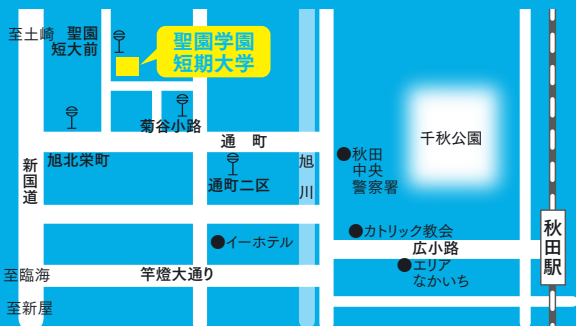 至土崎
聖園
短大前
聖園学園
短期大学
菊谷小路
通 町
千秋公園
旭北栄町
新国道
通町二区
旭川
秋田
中央
警察署
カトリック教会
イーホテル
広小路
エリア
なかいち
秋田駅
至臨海
竿燈大通り
至新屋